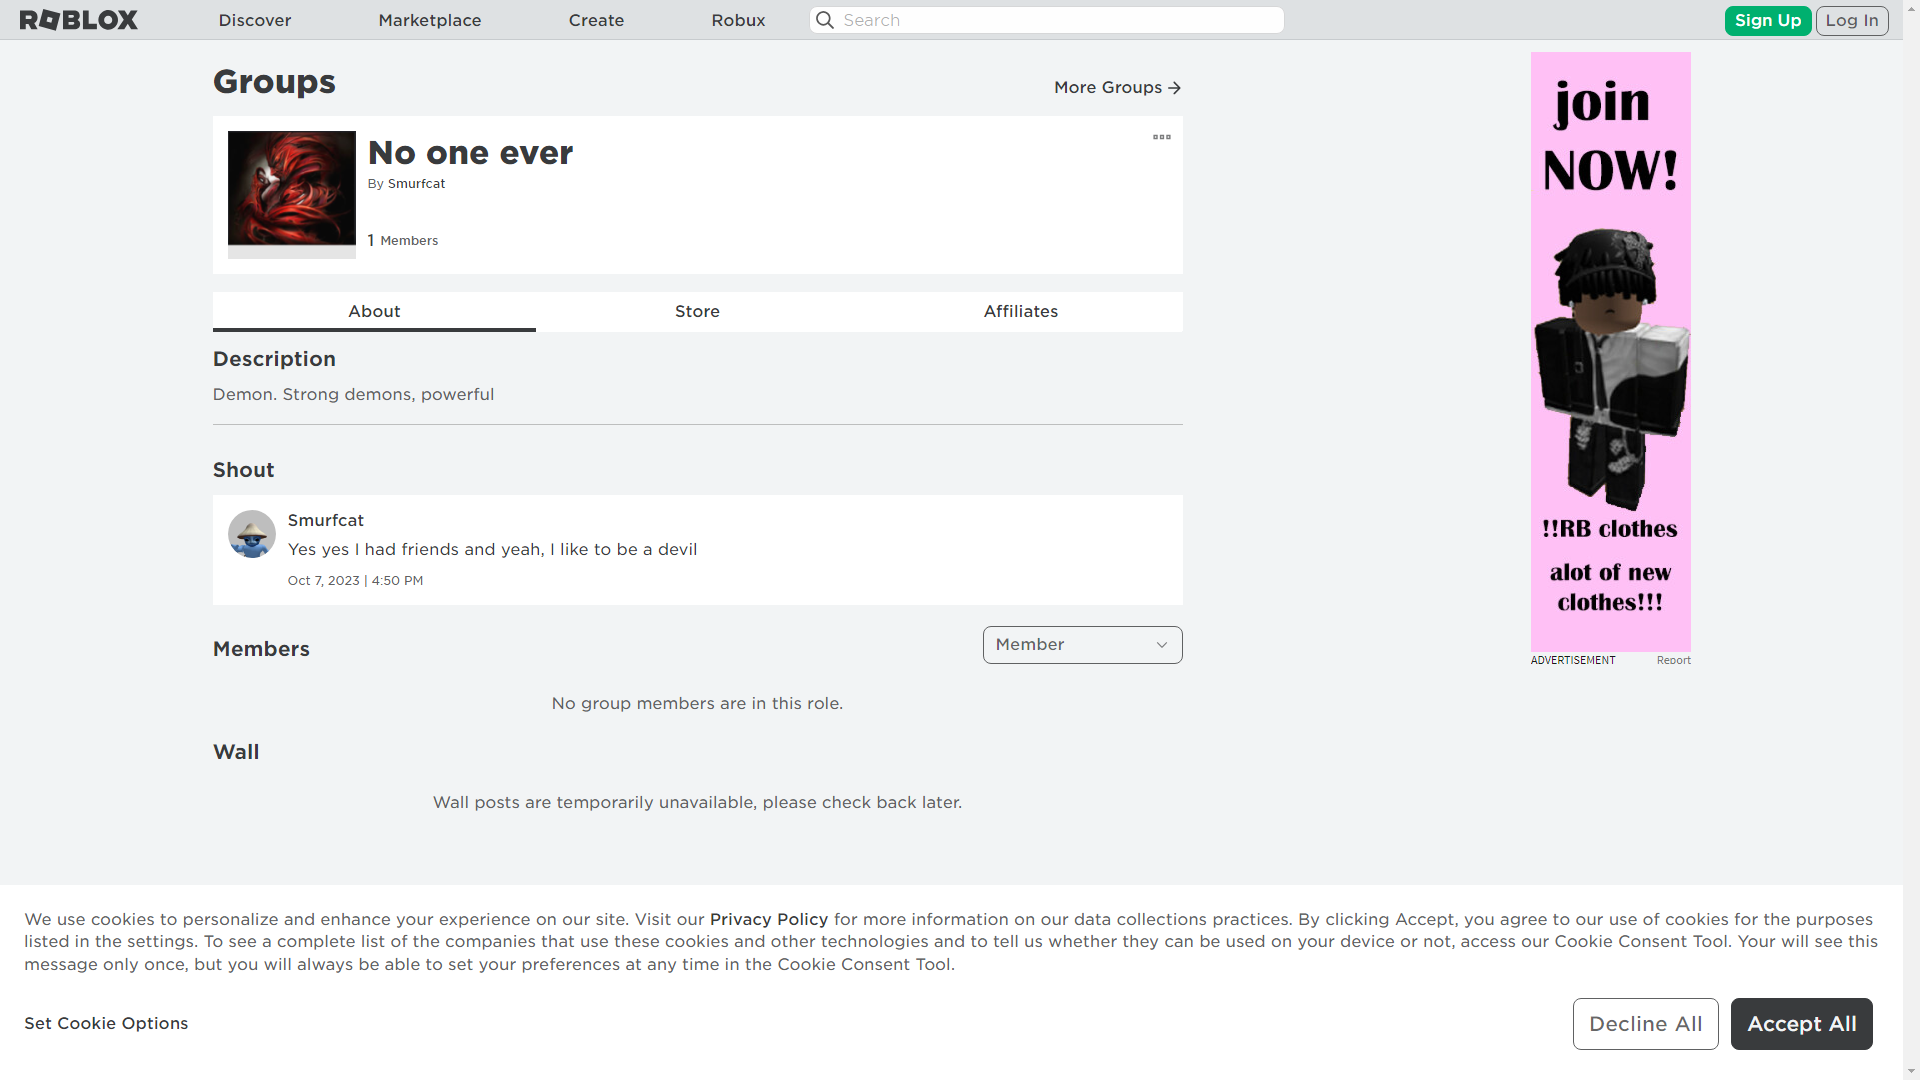 ROBLOX
Discover
Marketplace
Create
Robux
Search
Sign Up
Log In
Groups
More Groups
No one ever
By Smurfcat
1 Members
About
Store
Affiliates
Description
Demon. Strong demons, powerful
Shout
Smurfcat
Yes yes I had friends and yeah, I like to be a devil
Oct 7, 2023 | 4:50 PM
Members
Member
No group members are in this role.
Wall
Wall posts are temporarily unavailable, please check back later.
join
NOW!
!!RB clothes
alot of new
clothes!!!
ADVERTISEMENT
Report
We use cookies to personalize and enhance your experience on our site. Visit our Privacy Policy for more information on our data collections practices. By clicking Accept, you agree to our use of cookies for the purposes
listed in the settings. To see a complete list of the companies that use these cookies and other technologies and to tell us whether they can be used on your device or not, access our Cookie Consent Tool. Your will see this
message only once, but you will always be able to set your preferences at any time in the Cookie Consent Tool.
Set Cookie Options
Decline All
Accept All